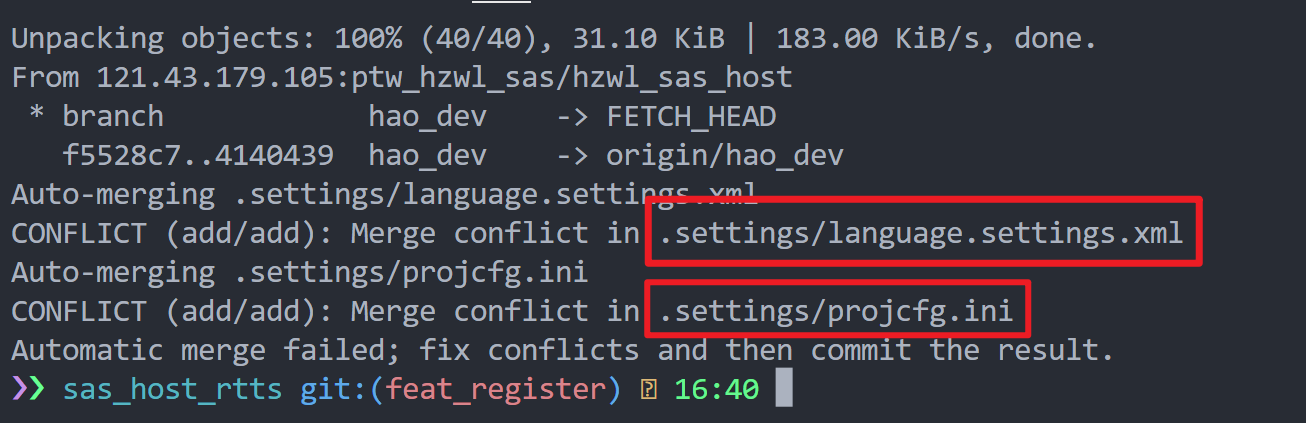 Unpacking objects: 100% (40/40), 31.10 KiB | 183.00 KiB/s, done.
From 121.43.179.105:ptw_hzwl_sas/hzwl_sas_host
 * branch            hao_dev    -> FETCH_HEAD
   f5528c7..4140439  hao_dev    -> origin/hao_dev
Auto-merging .settings/language.settings.xml
CONFLICT (add/add): Merge conflict in .settings/language.settings.xml
Auto-merging .settings/projcfg.ini
CONFLICT (add/add): Merge conflict in .settings/projcfg.ini
Automatic merge failed; fix conflicts and then commit the result.
❯❯ sas_host_rtts git:(feat_register) 16:40